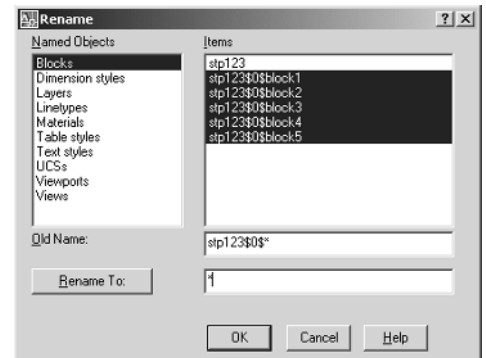 Rename
Named Objects
Items
Blocks
Dimension styles
Layers
Linetypes
Materials
Table styles
Text styles
UCSs
Viewports
Views
stp123
stp123$0$block1
stp123$0$block2
stp123$0$block3
stp123$0$block4
stp123$0$block5
Old Name:
stp123$0$*
Rename To:
*
OK
Cancel
Help